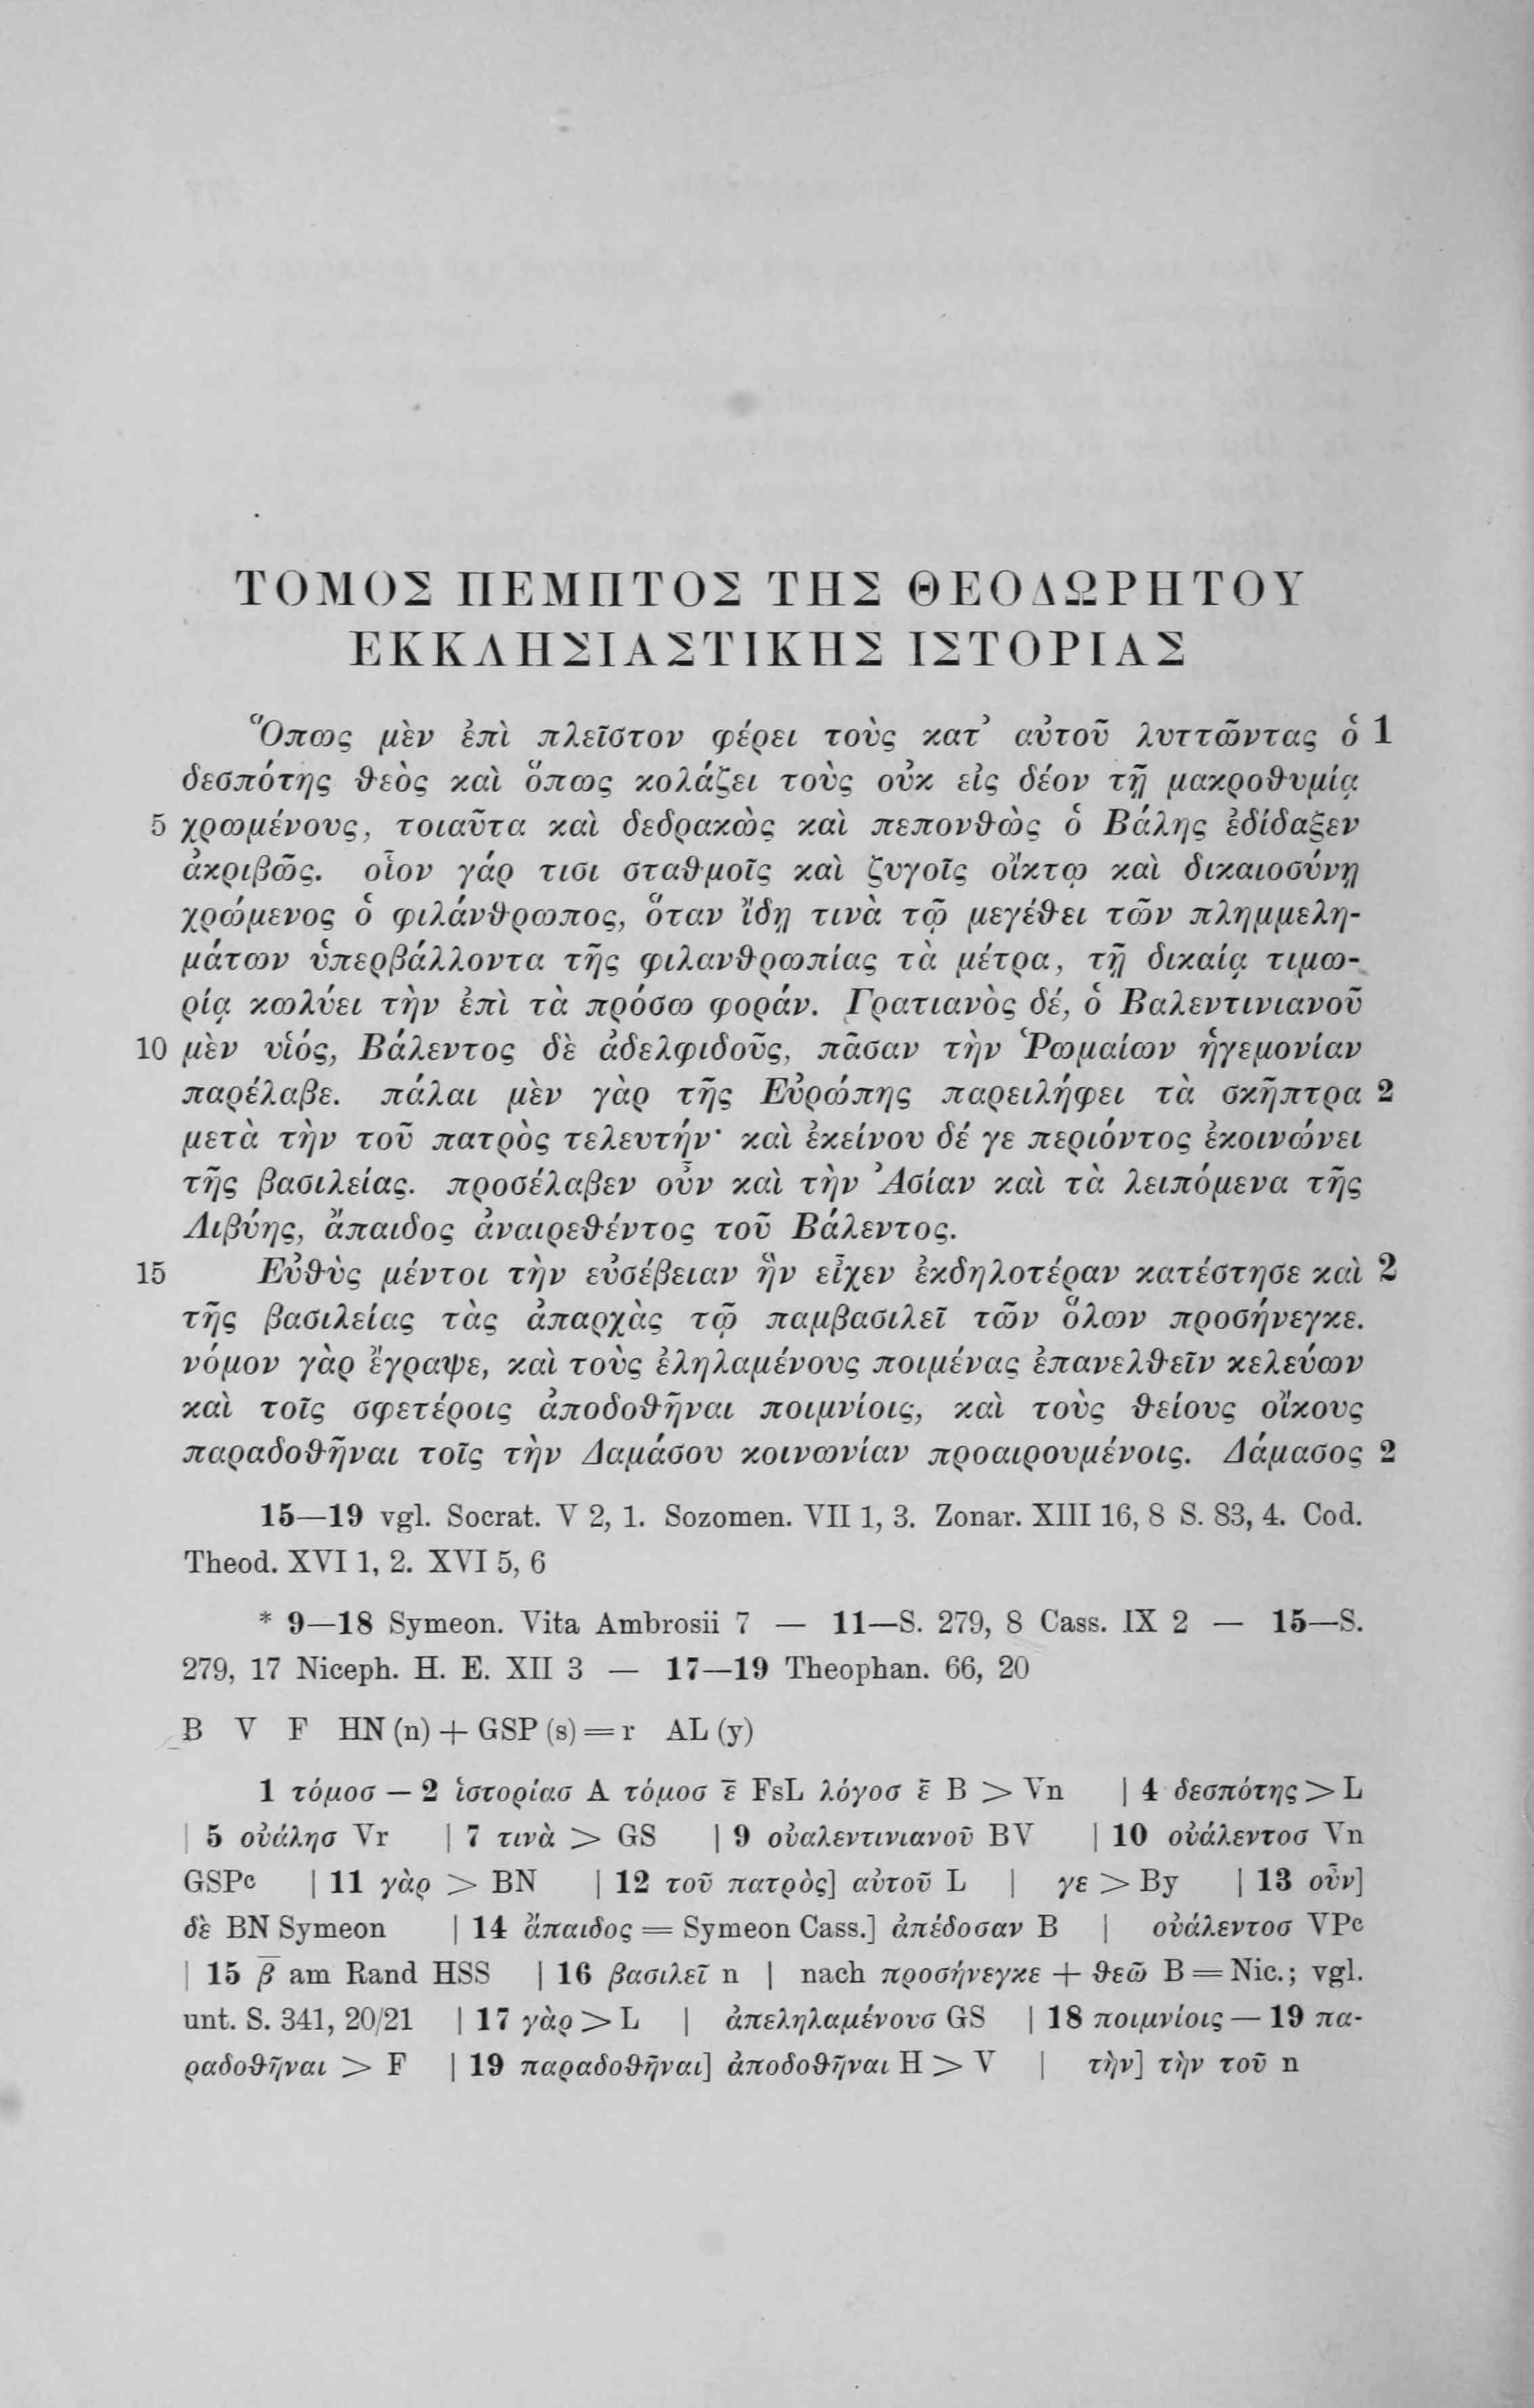 ΤΟΜΟΣ ΠΕΜΠΤΟΣ ΤΗΣ ΘΕΟΔΩΡΗΤΟΥ
ΕΚΚΛΗΣΙΑΣΤΙΚΗΣ ΙΣΤΟΡΙΑΣ
Ὅπως μὲν ἐπὶ πλεῖστον φέρει τοὺς κατ’ αὐτοῦ λυττῶντας ὁ 1
δεσπότης θεὸς καὶ ὅπως κολάζει τοὺς οὐκ εἰς δέον τῇ μακροθυμίᾳ
5 χρωμένους, τοιαῦτα καὶ δεδρακὼς καὶ πεπονθὼς ὁ Βάλης ἐδίδαξεν
ἀκριβῶς. οἷον γάρ τισι σταθμοῖς καὶ ζυγοῖς οἴκτῳ καὶ δικαιοσύνῃ
χρώμενος ὁ φιλάνθρωπος, ὅταν ἴδῃ τινὰ τῷ μεγέθει τῶν πλημμελη-
μάτων ὑπερβάλλοντα τῆς φιλανθρωπίας τὰ μέτρα, τῇ δικαίᾳ τιμω-
ρίᾳ κωλύει τὴν ἐπὶ τὰ πρόσω φοράν. Γρατιανὸς δέ, ὁ Βαλεντινιανοῦ
10 μὲν υἱός, Βάλεντος δὲ ἀδελφιδοῦς, πᾶσαν τὴν Ῥωμαίων ἡγεμονίαν
παρέλαβε. πάλαι μὲν γὰρ τῆς Εὐρώπης παρειλήφει τὰ σκῆπτρα 2
μετὰ τὴν τοῦ πατρὸς τελευτήν· καὶ ἐκείνου δέ γε περιόντος ἐκοινώνει
τῆς βασιλείας. προσέλαβεν οὖν καὶ τὴν Ἀσίαν καὶ τὰ λειπόμενα τῆς
Λιβύης, ἄπαιδος ἀναιρεθέντος τοῦ Βάλεντος.
15 Εὐθὺς μέντοι τὴν εὐσέβειαν ἣν εἶχεν ἐκδηλοτέραν κατέστησε καὶ 2
τῆς βασιλείας τὰς ἀπαρχὰς τῷ παμβασιλεῖ τῶν ὅλων προσήνεγκε.
νόμον γὰρ ἔγραψε, καὶ τοὺς ἐληλαμένους ποιμένας ἐπανελθεῖν κελεύων
καὶ τοῖς σφετέροις ἀποδοθῆναι ποιμνίοις, καὶ τοὺς θείους οἴκους
παραδοθῆναι τοῖς τὴν Δαμάσου κοινωνίαν προαιρουμένοις. Δάμασος 2
15—19 vgl. Socrat. V 2, 1. Sozomen. VII 1, 3. Zonar. XIII 16, 8 S. 83, 4. Cod.
Theod. XVI 1, 2. XVI 5, 6
* 9—18 Symeon. Vita Ambrosii 7 — 11—S. 279, 8 Cass. IX 2 — 15—S.
279, 17 Niceph. H. E. XII 3 — 17—19 Theophan. 66, 20
B V F HN (n) + GSP (s) = r AL (y)
1 τόμοσ — 2 ἱστορίασ A τόμοσ ε̄ FsL λόγοσ ε̄ B > Vn | 4 δεσπότης > L
| 5 οὐάλησ Vr | 7 τινὰ > GS | 9 οὐαλεντινιανοῦ BV | 10 οὐάλεντοσ Vn
GSPc | 11 γὰρ > BN | 12 τοῦ πατρὸς] αὐτοῦ L | γε > By | 13 οὖν]
δὲ BN Symeon | 14 ἄπαιδος = Symeon Cass.] ἀπέδοσαν B | οὐάλεντοσ VPc
| 15 β̄ am Rand HSS | 16 βασιλεῖ n | nach προσήνεγκε + θεῶ B = Nic.; vgl.
unt. S. 341, 20/21 | 17 γὰρ > L | ἀπεληλαμένουσ GS | 18 ποιμνίοις — 19 πα-
ραδοθῆναι > F | 19 παραδοθῆναι] ἀποδοθῆναι H > V | τὴν] τὴν τοῦ n